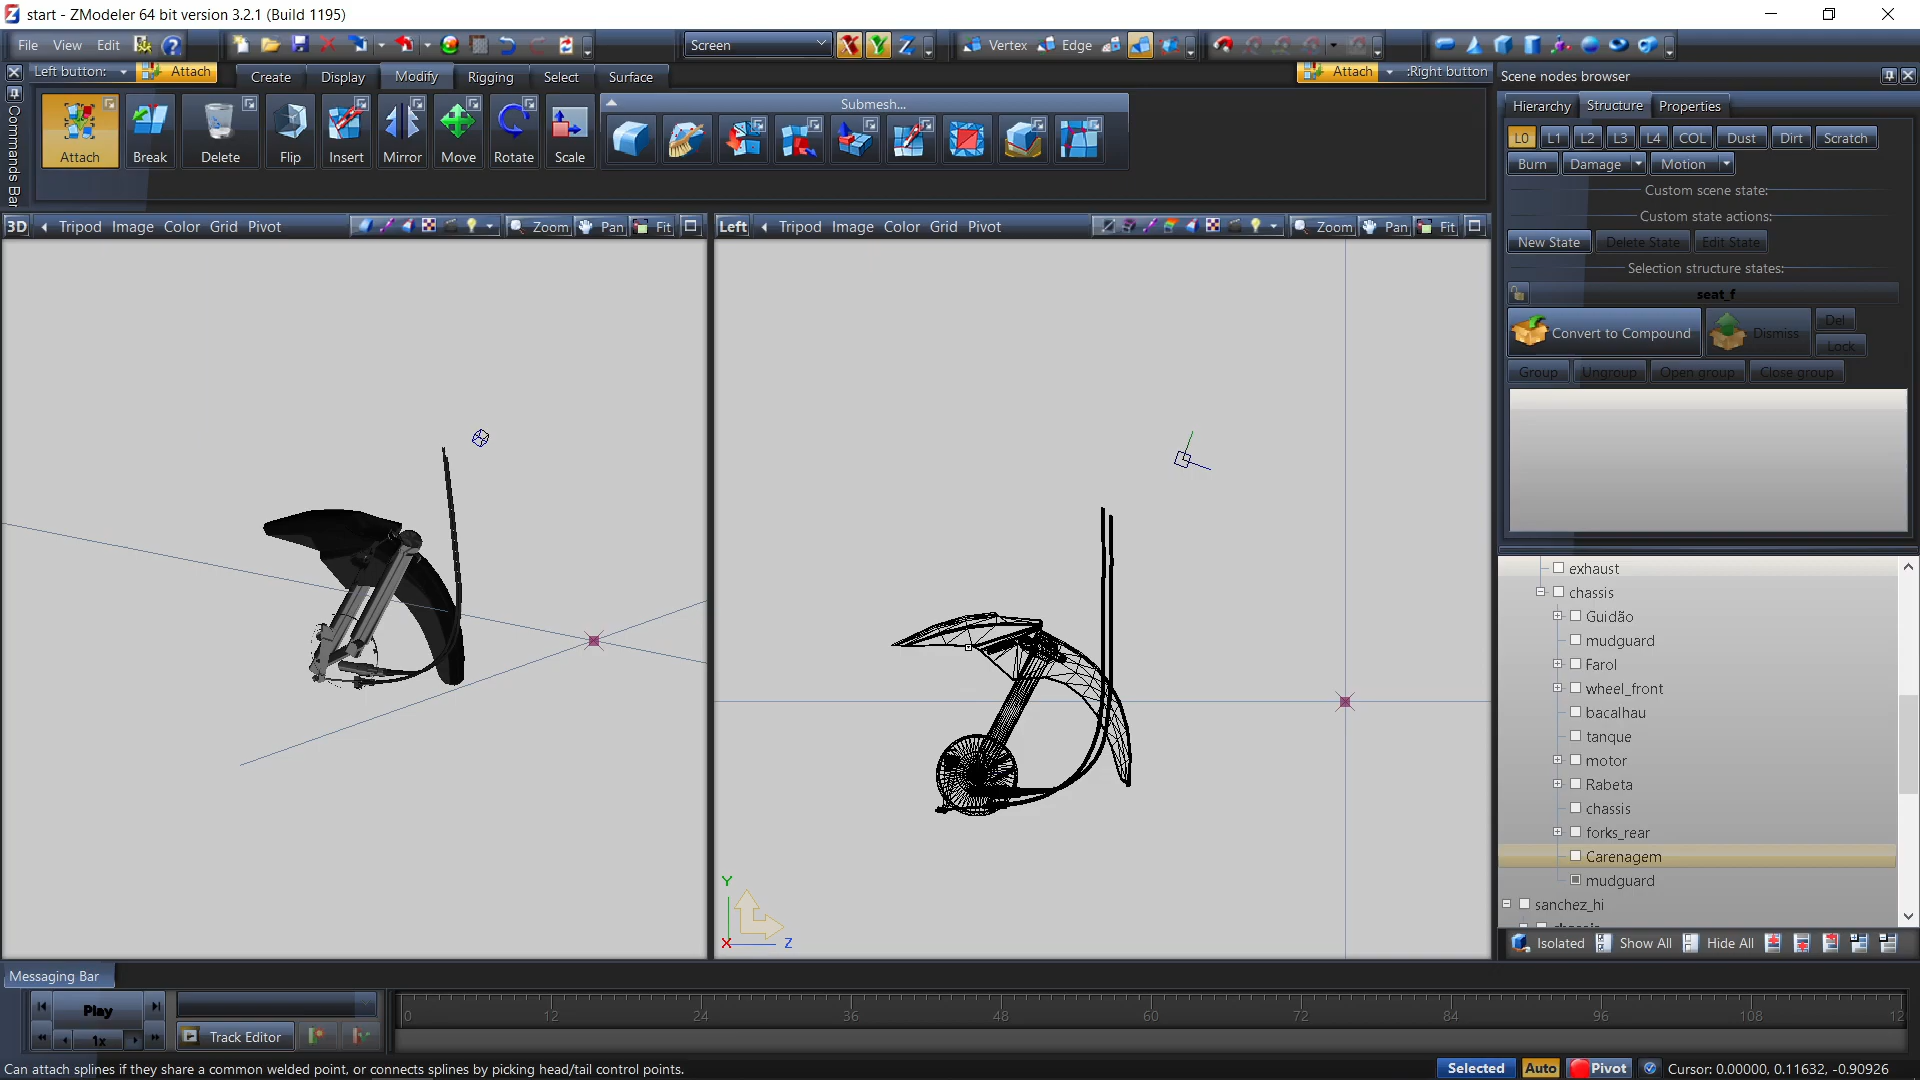 start - ZModeler 64 bit version 3.2.1 (Build 1195)
File View Edit
Screen
Vertex Edge
Left button: Attach
Create Display Modify Rigging Select Surface
Attach :Right button
Attach Break Delete Flip Insert Mirror Move Rotate Scale
Submesh...
Commands Bar
Scene nodes browser
Hierarchy Structure Properties
L0 L1 L2 L3 L4 COL Dust Dirt Scratch
Burn Damage Motion
Custom scene state:
Custom state actions:
New State Delete State Edit State
Selection structure states:
seat_f
Convert to Compound Dismiss Del
Lock
Group Ungroup Open group Close group
3D Tripod Image Color Grid Pivot Zoom Pan Fit
Left Tripod Image Color Grid Pivot Zoom Pan Fit
Y
X Z
exhaust
chassis
Guidão
mudguard
Farol
wheel_front
bacalhau
tanque
motor
Rabeta
chassis
forks_rear
Carenagem
mudguard
sanchez_hi
Isolated Show All Hide All
Messaging Bar
Play
1x
Track Editor
0 12 24 36 48 60 72 84 96 108 12
Can attach splines if they share a common welded point, or connects splines by picking head/tail control points.
Selected Auto Pivot Cursor: 0.00000, 0.11632, -0.90926